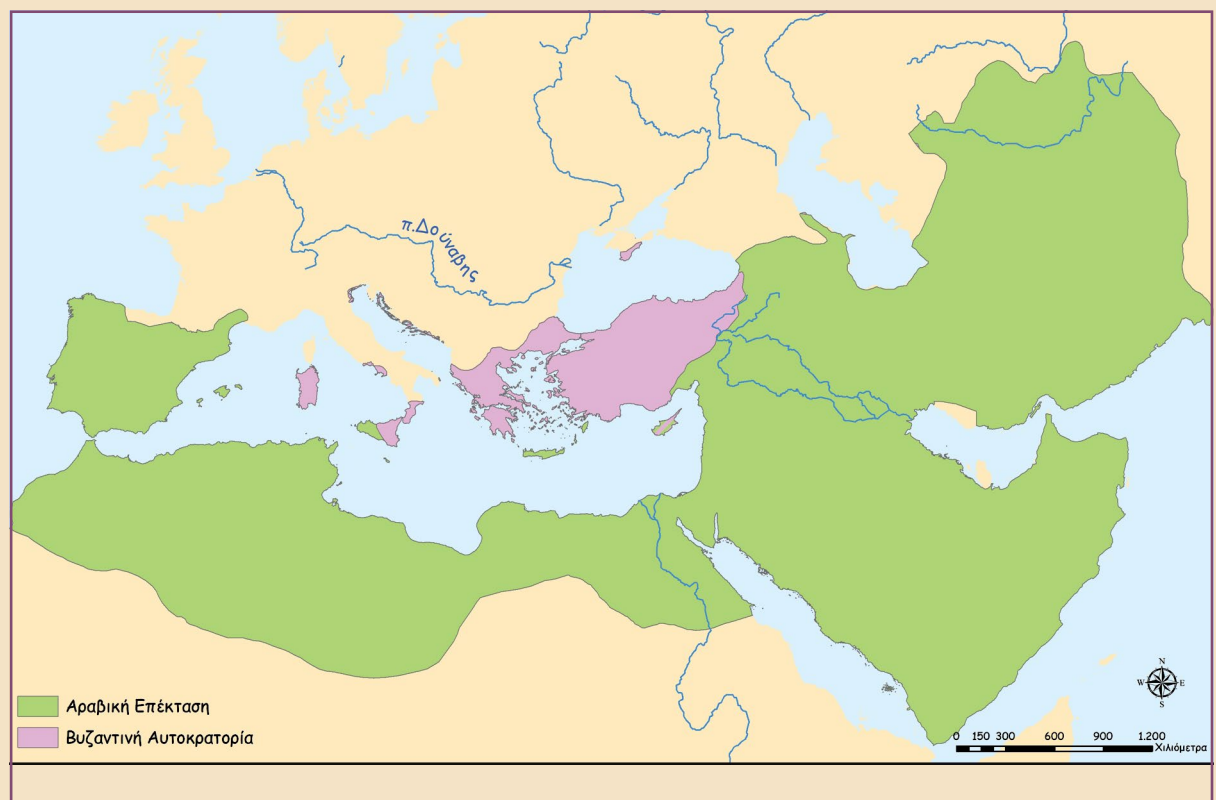 π.Δούναβης
Αραβική Επέκταση
Βυζαντινή Αυτοκρατορία
N
W E
S
0 150 300 600 900 1.200
Χιλιόμετρα